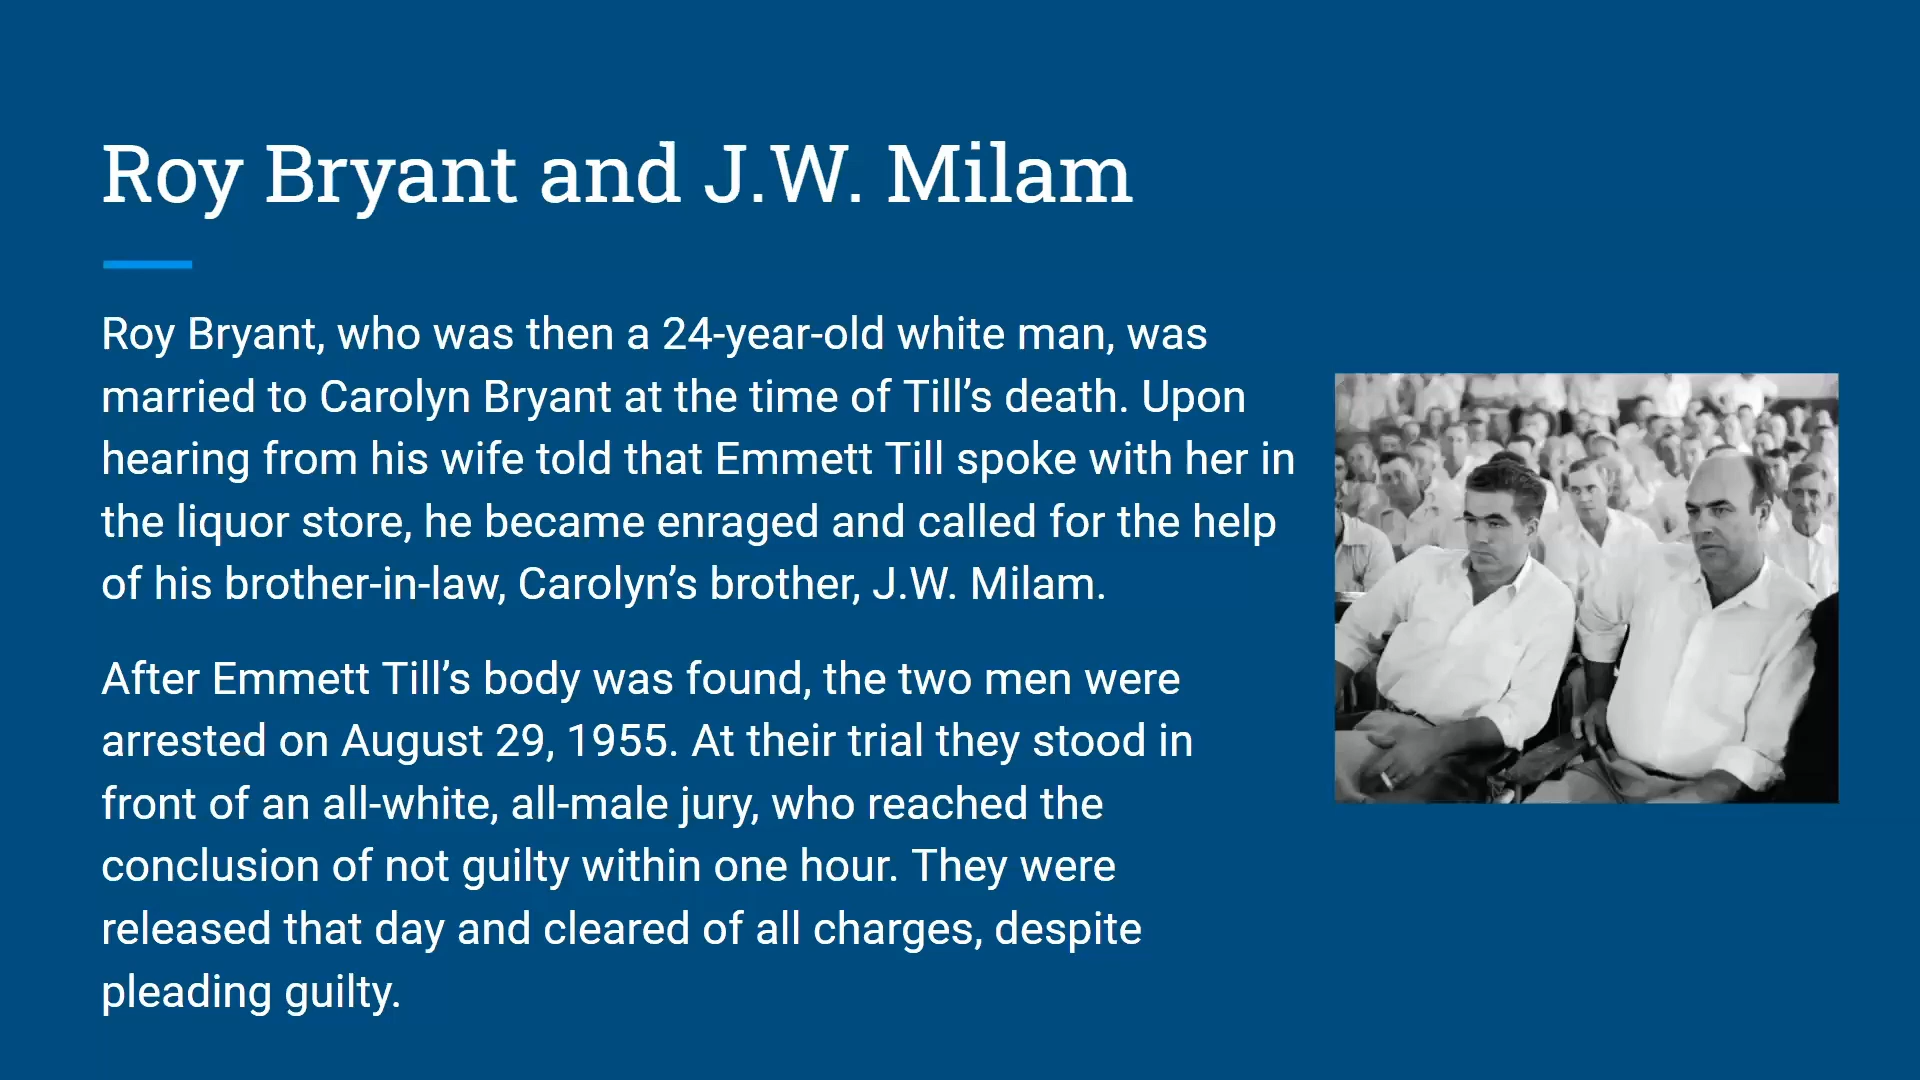 Roy Bryant and J.W. Milam
Roy Bryant, who was then a 24-year-old white man, was
married to Carolyn Bryant at the time of Till’s death. Upon
hearing from his wife told that Emmett Till spoke with her in
the liquor store, he became enraged and called for the help
of his brother-in-law, Carolyn’s brother, J.W. Milam.
After Emmett Till’s body was found, the two men were
arrested on August 29, 1955. At their trial they stood in
front of an all-white, all-male jury, who reached the
conclusion of not guilty within one hour. They were
released that day and cleared of all charges, despite
pleading guilty.